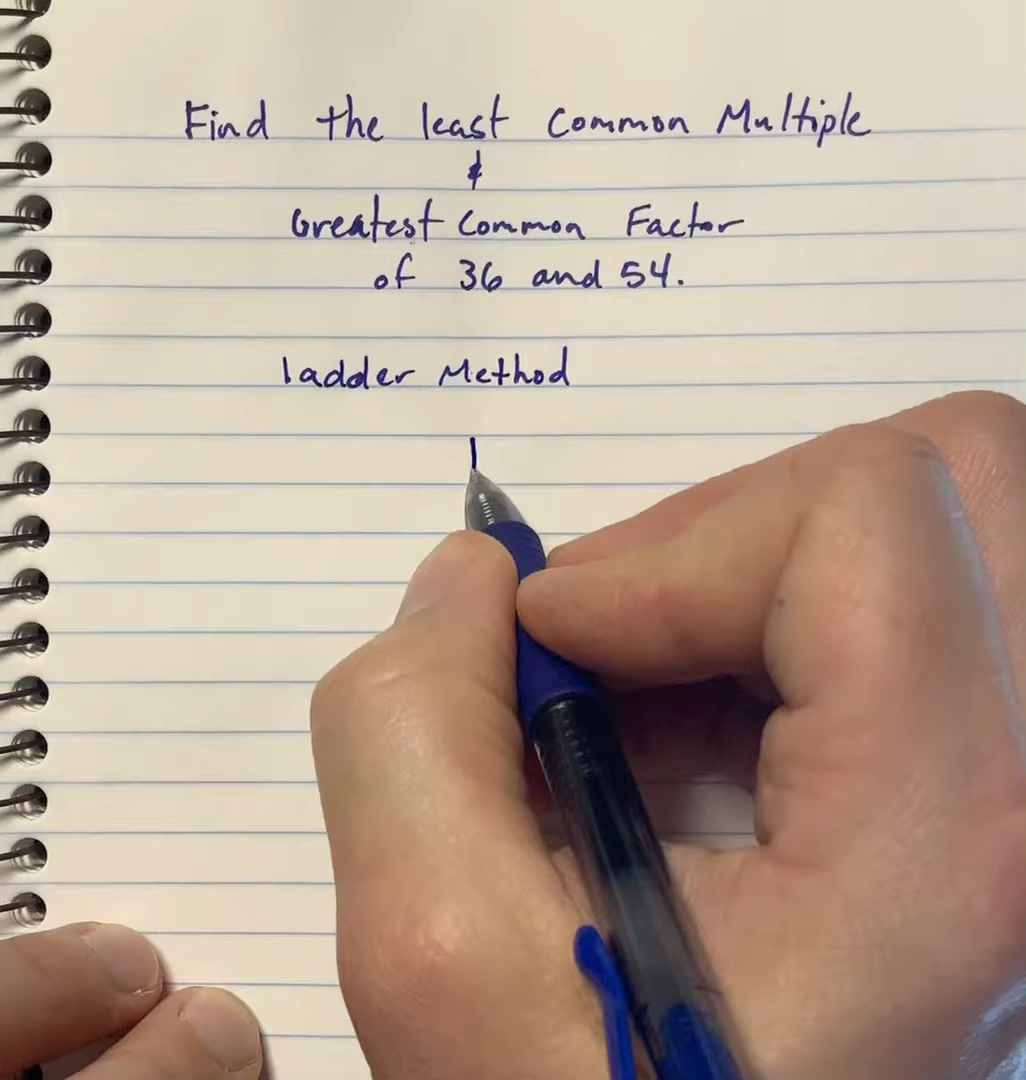 Find the least Common Multiple
&
Greatest Common Factor
of 36 and 54.
ladder Method